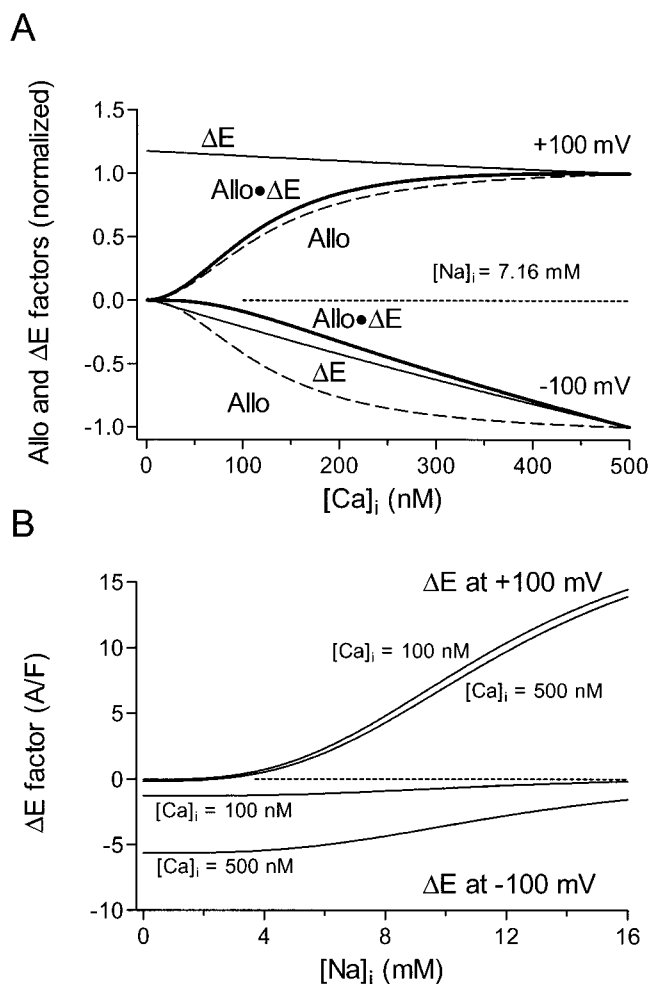 A
Allo and ΔE factors (normalized)
1.5
1.0
0.5
0.0
-0.5
-1.0
ΔE
+100 mV
Allo•ΔE
Allo
[Na]i = 7.16 mM
Allo•ΔE
ΔE
Allo
-100 mV
0 100 200 300 400 500
[Ca]i (nM)
B
ΔE factor (A/F)
15
10
5
0
-5
-10
ΔE at +100 mV
[Ca]i = 100 nM
[Ca]i = 500 nM
[Ca]i = 100 nM
[Ca]i = 500 nM
ΔE at -100 mV
0 4 8 12 16
[Na]i (mM)